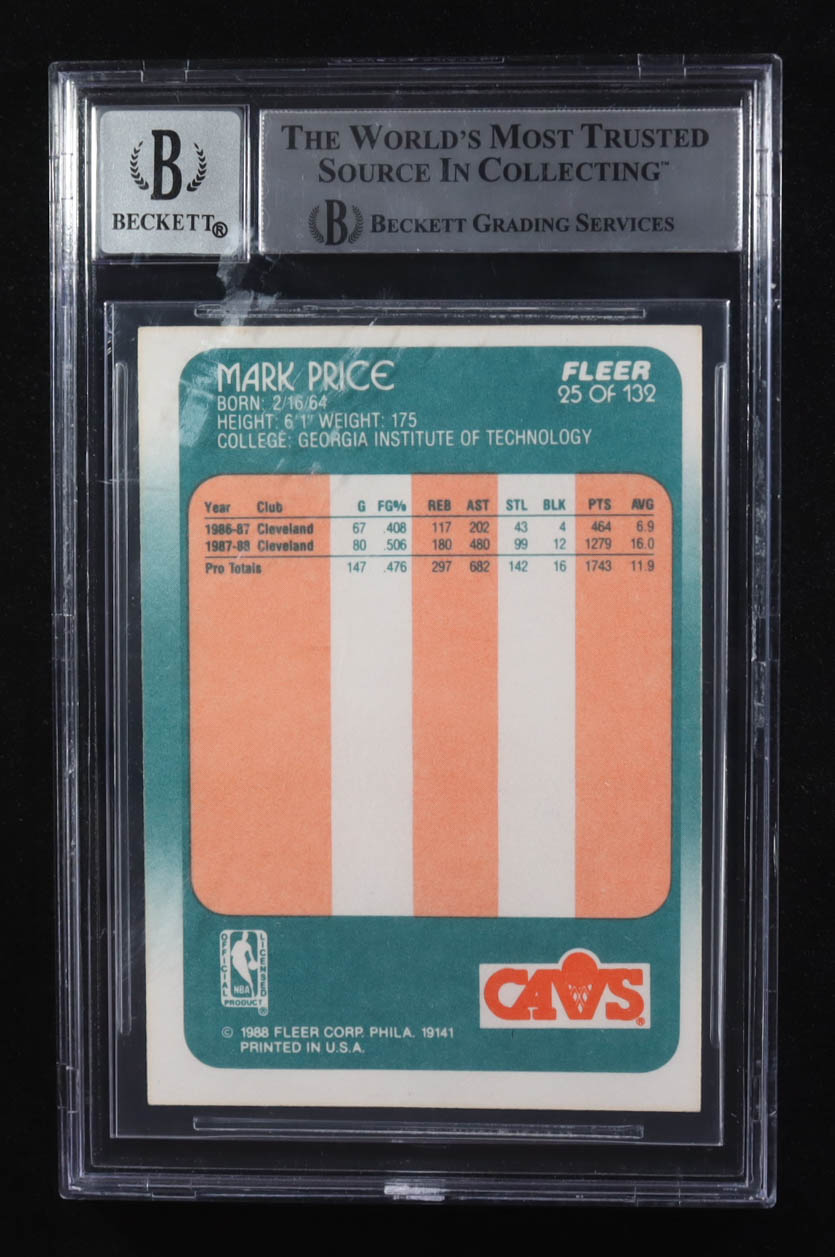 THE WORLD'S MOST TRUSTED
SOURCE IN COLLECTING™
B
BECKETT®
B BECKETT GRADING SERVICES
MARK PRICE
FLEER
25 OF 132
BORN: 2/16/64
HEIGHT: 6'1" WEIGHT: 175
COLLEGE: GEORGIA INSTITUTE OF TECHNOLOGY
Year Club G FG% REB AST STL BLK PTS AVG
1986-87 Cleveland 67 .408 117 202 43 4 464 6.9
1987-88 Cleveland 80 .506 180 480 99 12 1279 16.0
Pro Totals 147 .476 297 682 142 16 1743 11.9
OFFICIAL LICENSED
NBA
PRODUCT ®
CAVS®
© 1988 FLEER CORP. PHILA. 19141
PRINTED IN U.S.A.